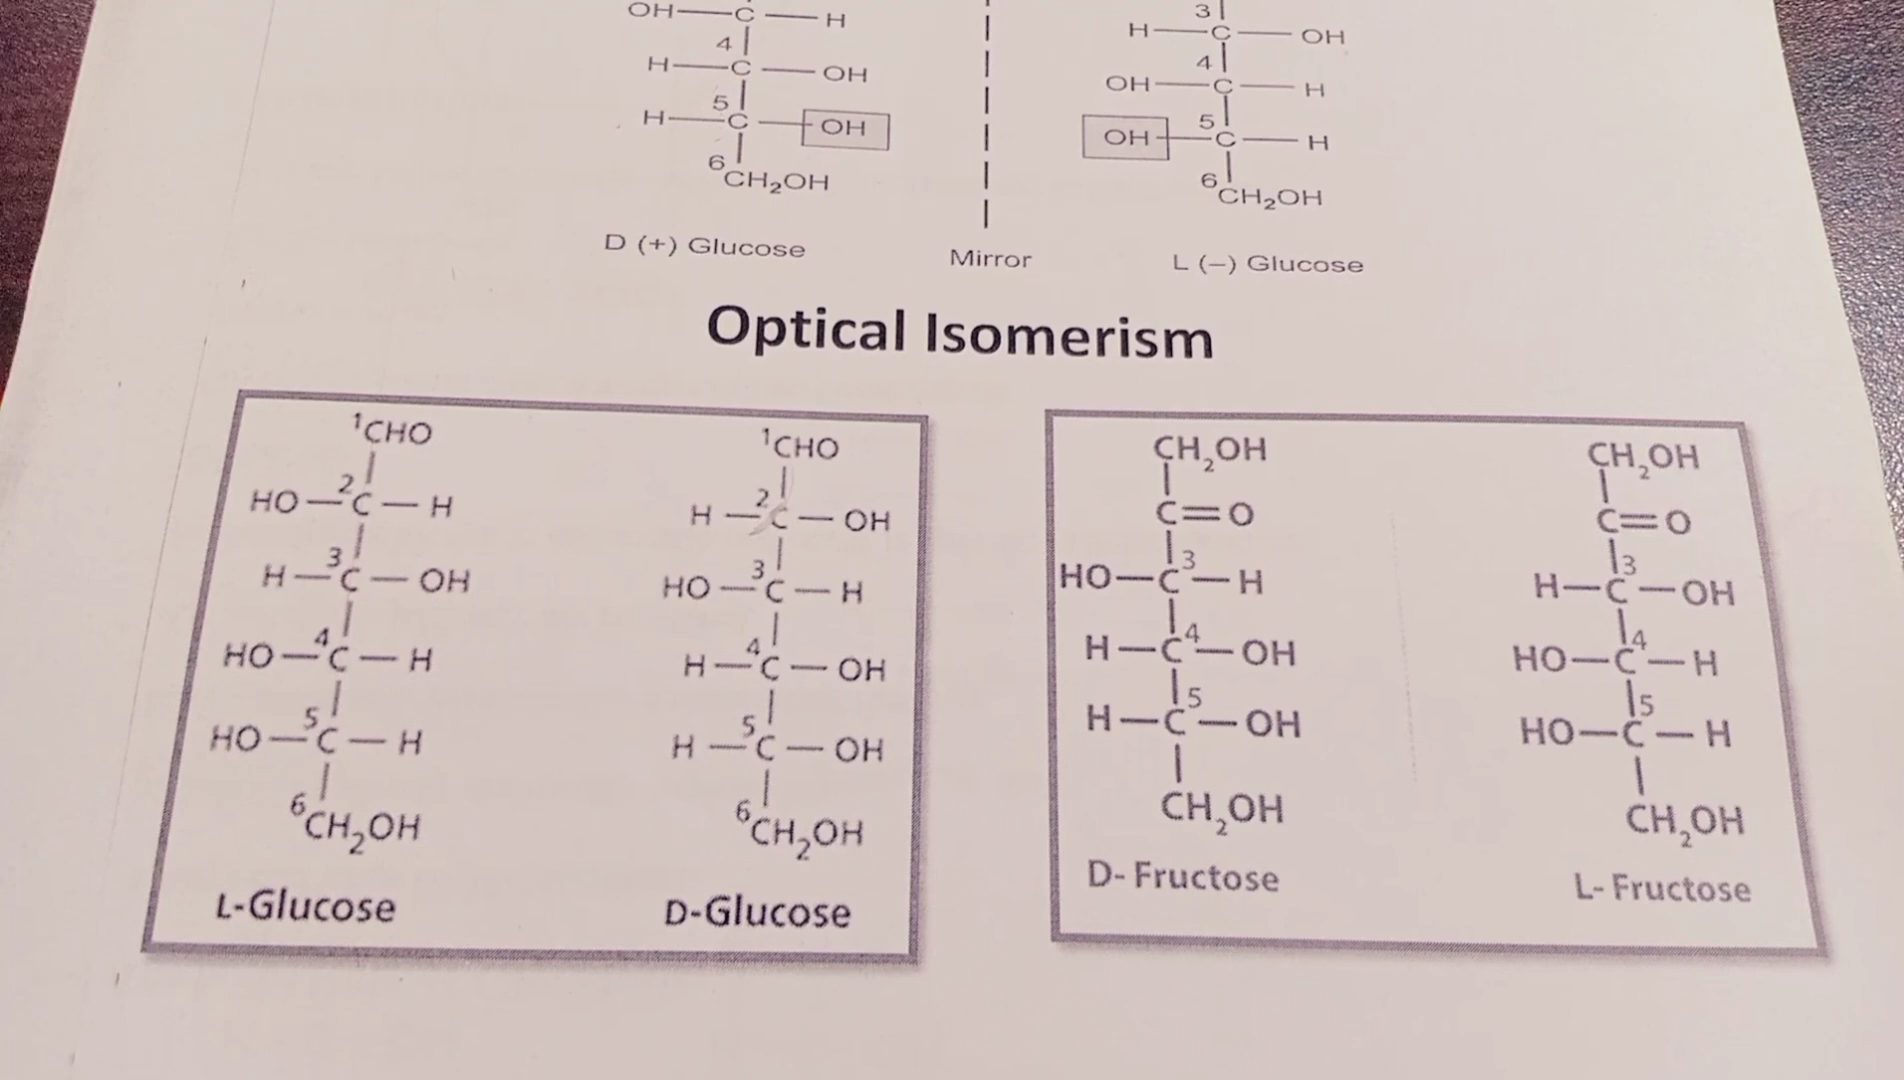 OH—C—H
3
H—C—OH
4
H—C—OH
4
OH—C—H
5
H—C—OH
5
OH—C—H
6
CH₂OH
6
CH₂OH
D (+) Glucose
Mirror
L (–) Glucose
Optical Isomerism
¹CHO
HO—²C—H
H—³C—OH
HO—⁴C—H
HO—⁵C—H
⁶CH₂OH
L-Glucose
¹CHO
H—²C—OH
HO—³C—H
H—⁴C—OH
H—⁵C—OH
⁶CH₂OH
D-Glucose
CH₂OH
C=O
HO—C³—H
H—C⁴—OH
H—C⁵—OH
CH₂OH
D- Fructose
CH₂OH
C=O
H—C³—OH
HO—C⁴—H
HO—C⁵—H
CH₂OH
L- Fructose